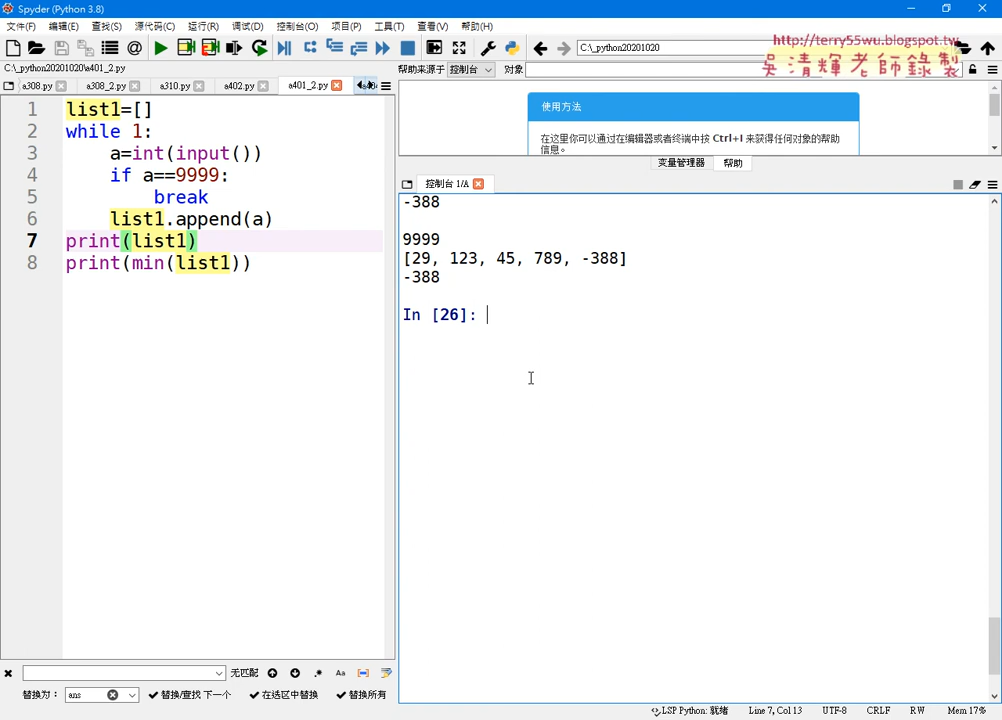 Spyder (Python 3.8)
文件(F) 编辑(E) 查找(S) 源代码(C) 运行(R) 调试(D) 控制台(O) 项目(P) 工具(T) 查看(V) 帮助(H)
C:\_python20201020
http://terry55wu.blogspot.tw
吳清輝老師錄製
C:\_python20201020\a401_2.py
帮助来源于 控制台 对象
a308.py a308_2.py a310.py a402.py a401_2.py
1 list1=[]
2 while 1:
3 a=int(input())
4 if a==9999:
5 break
6 list1.append(a)
7 print(list1)
8 print(min(list1))
使用方法
在这里你可以通过在编辑器或者终端中按 Ctrl+I 来获得任何对象的帮助
信息。
变量管理器 帮助
控制台 1/A
-388
9999
[29, 123, 45, 789, -388]
-388
In [26]:
无匹配 Aa
替换为： ans 替换/查找 下一个 在选区中替换 替换所有
LSP Python: 就绪 Line 7, Col 13 UTF-8 CRLF RW Mem 17%